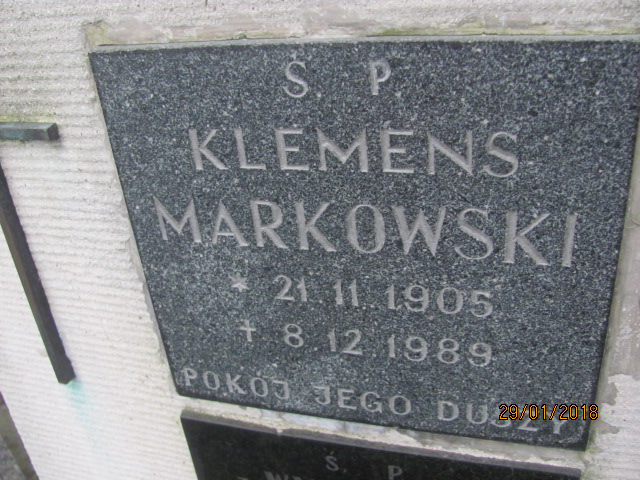 S. P.
KLEMENS
MARKOWSKI
* 21.11.1905
✝ 8.12.1989
POKÓJ JEGO DUSZY
29/01/2018
S. P.